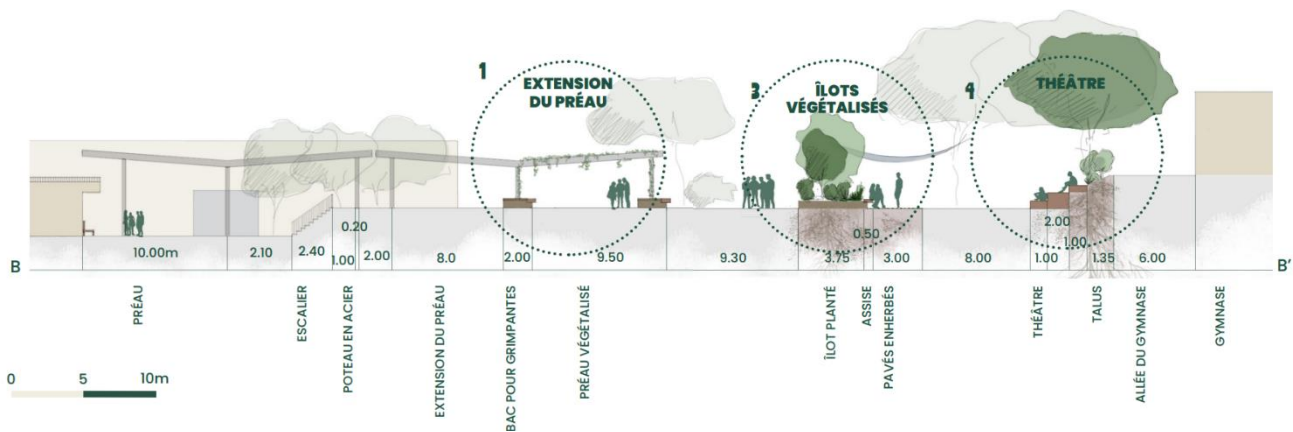 1
EXTENSION
DU PRÉAU
3
ÎLOTS
VÉGÉTALISÉS
4
THÉÂTRE
B
10.00m
2.10
2.40
1.00
0.20
2.00
8.0
2.00
9.50
9.30
3.75
0.50
3.00
8.00
1.00
2.00
1.00
1.35
6.00
B'
PRÉAU
ESCALIER
POTEAU EN ACIER
EXTENSION DU PRÉAU
BAC POUR GRIMPANTES
PRÉAU VÉGÉTALISÉ
ÎLOT PLANTÉ
ASSISE
PAVÉS ENHERBÉS
THÉÂTRE
TALUS
ALLÉE DU GYMNASE
GYMNASE
0 5 10m